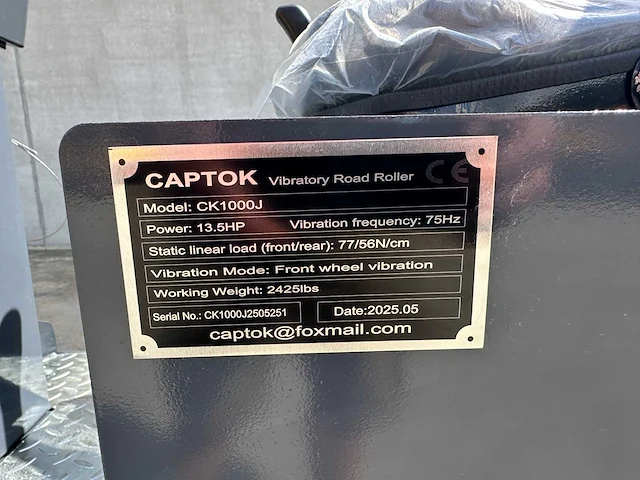 CAPTOK Vibratory Road Roller CE
Model: CK1000J
Power: 13.5HP Vibration frequency: 75Hz
Static linear load (front/rear): 77/56N/cm
Vibration Mode: Front wheel vibration
Working Weight: 2425lbs
Serial No.: CK1000J2505251 Date:2025.05
captok@foxmail.com